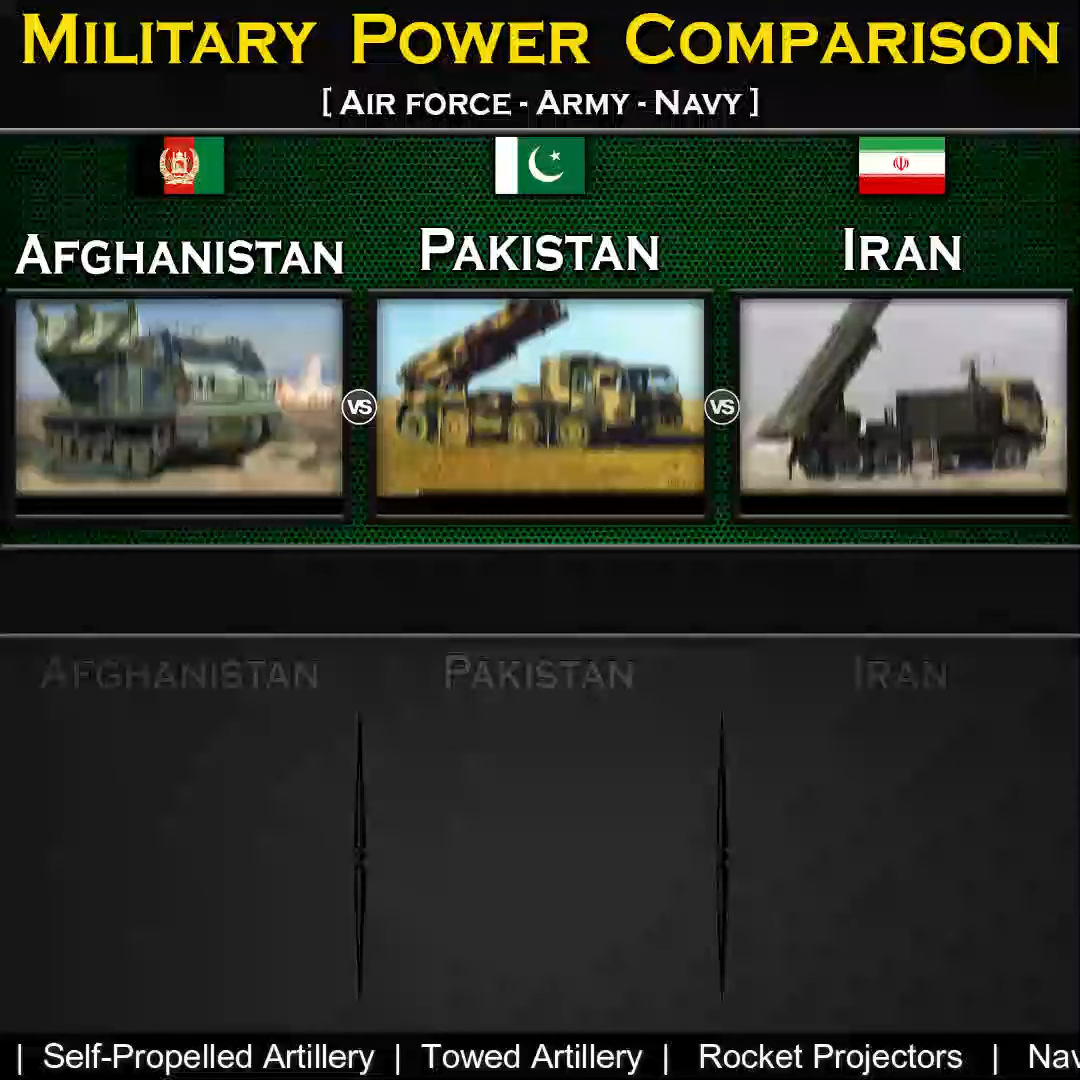 Military Power Comparison
[ Air force - Army - Navy ]
Afghanistan Pakistan Iran
VS VS
Afghanistan Pakistan Iran
| Self-Propelled Artillery | Towed Artillery | Rocket Projectors | Nav